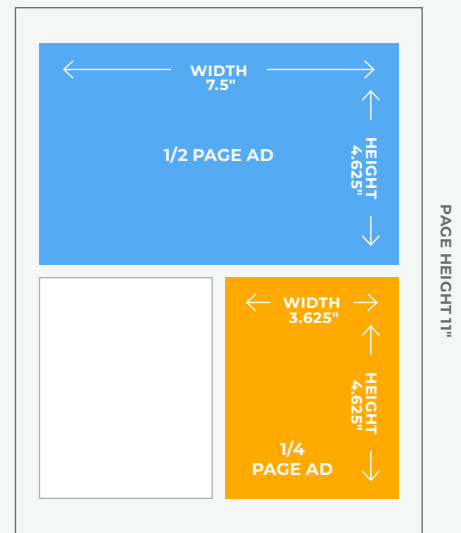 WIDTH
7.5"
HEIGHT
4.625"
1/2 PAGE AD
WIDTH
3.625"
HEIGHT
4.625"
1/4
PAGE AD
PAGE HEIGHT 11"